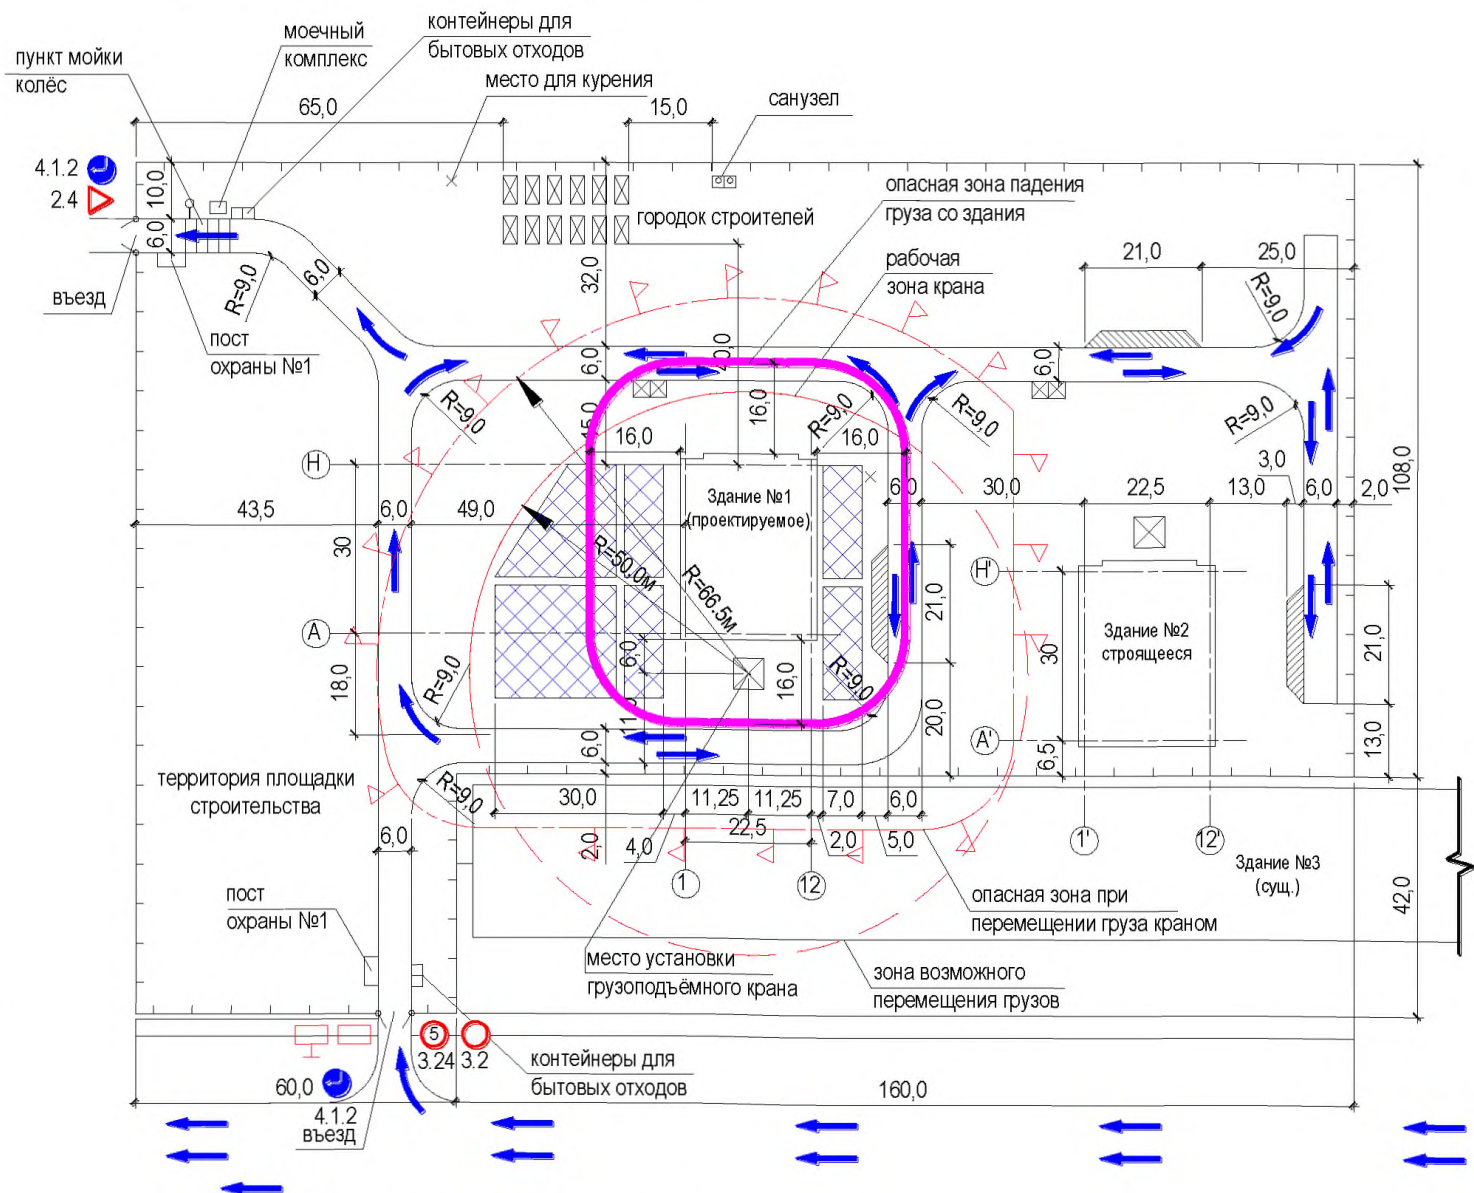 контейнеры для
бытовых отходов
моечный
комплекс
пункт мойки
колёс
место для курения
65,0
15,0
санузел
4.1.2
2.4
10,0
6,0
опасная зона падения
груза со здания
городок строителей
21,0
25,0
рабочая
зона крана
въезд
R=9,0
6,0
32,0
R=9,0
пост
охраны №1
6,0
6,0
16,0
R=9,0
R=9,0
R=9,0
R=9,0
16,0
16,0
Н
3,0
108,0
Здание №1
(проектируемое)
6,0
43,5
6,0
49,0
30,0
22,5
13,0
6,0
2,0
30
R=50.0м
R=66.5м
Н'
21,0
А
Здание №2
строящееся
30
21,0
6,0
18,0
R=9,0
16,0
R=9,0
20,0
А'
6,5
13,0
6,0
территория площадки
строительства
R=9,0
30,0
11,25
11,25
7,0
6,0
22,5
2,0
4,0
2,0
5,0
6,0
1
12
1'
12'
Здание №3
(сущ.)
42,0
пост
охраны №1
опасная зона при
перемещении груза краном
место установки
грузоподъёмного крана
зона возможного
перемещения грузов
5
3.24
3.2
контейнеры для
бытовых отходов
60,0
160,0
4.1.2
въезд